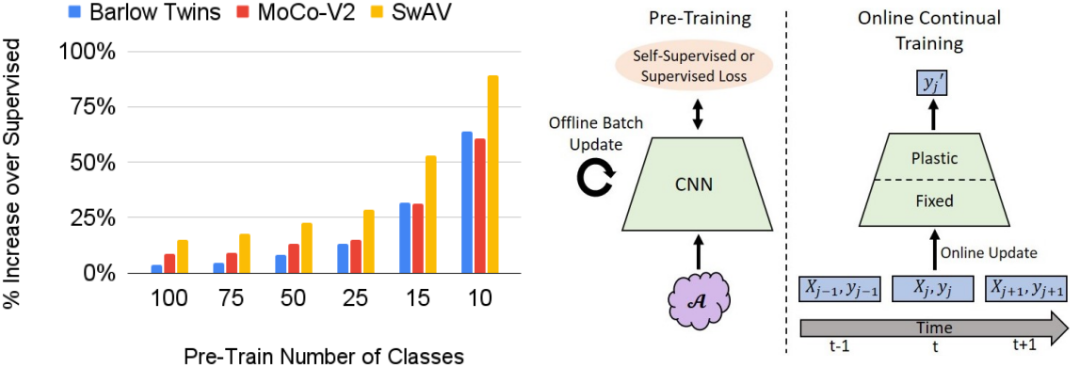 Barlow Twins MoCo-V2 SwAV
% Increase over Supervised
100%
75%
50%
25%
0%
100 75 50 25 15 10
Pre-Train Number of Classes
Pre-Training
Self-Supervised or
Supervised Loss
Offline Batch
Update
CNN
𝒜
Online Continual
Training
y_j′
Plastic
Fixed
Online Update
X_{j−1}, y_{j−1} X_j, y_j X_{j+1}, y_{j+1}
Time
t-1 t t+1